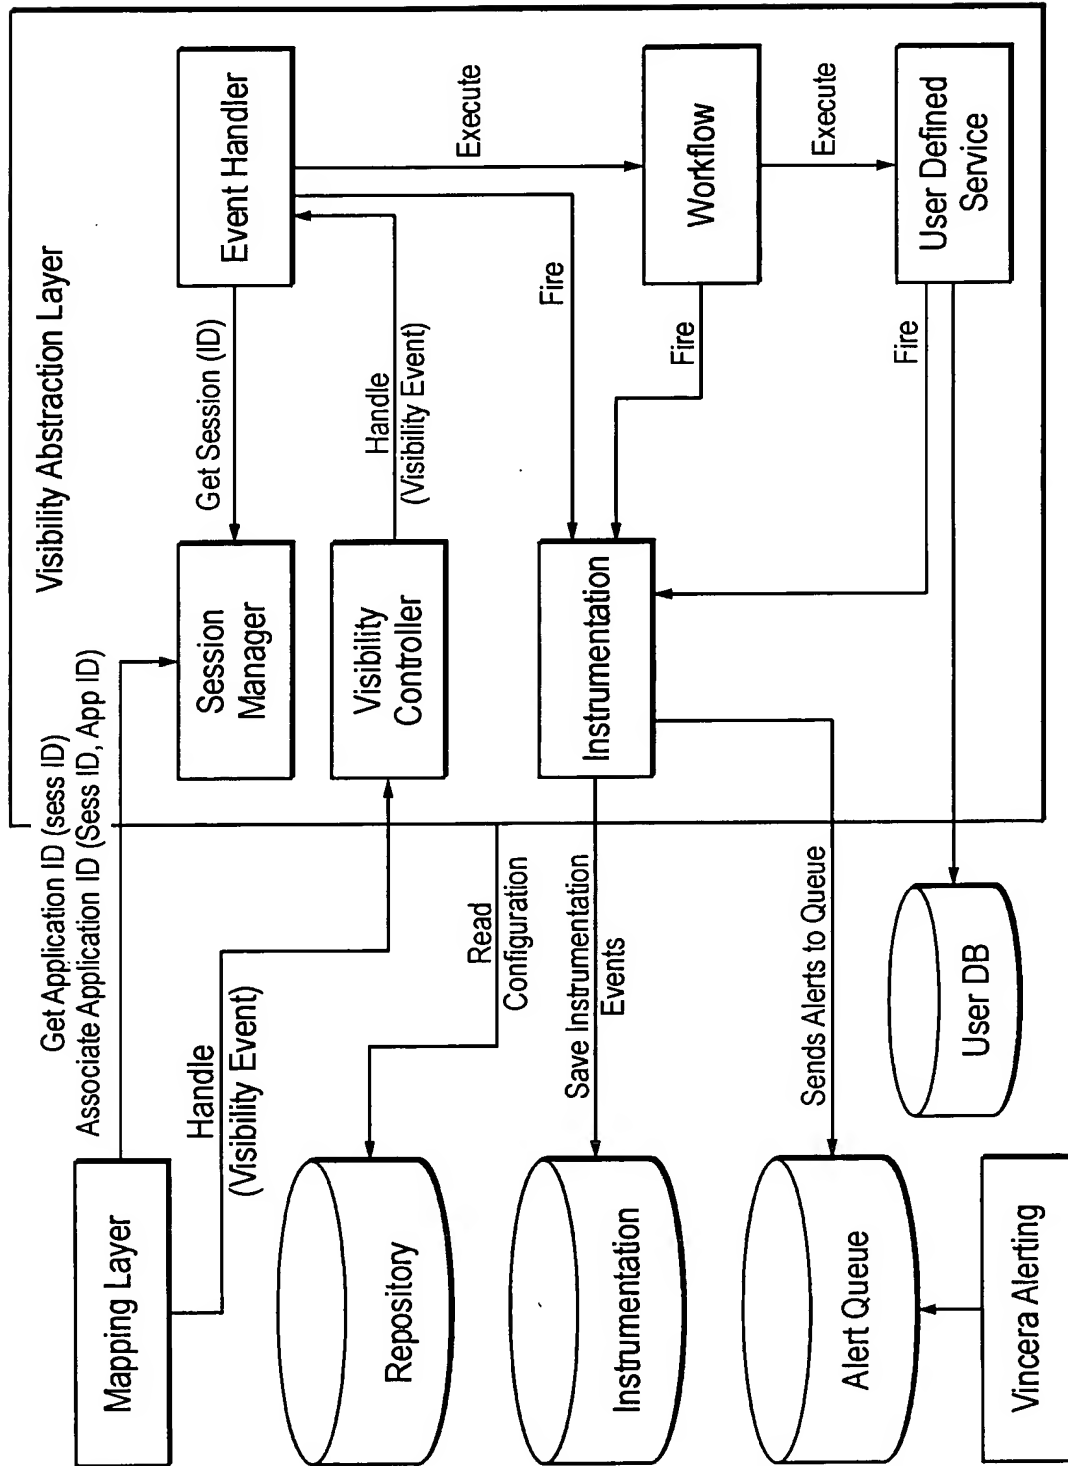 Visibility Abstraction Layer
Get Application ID (sess ID)
Associate Application ID (Sess ID, App ID)
Mapping Layer
Handle
(Visibility Event)
Session
Manager
Get Session (ID)
Event Handler
Visibility
Controller
Handle
(Visibility Event)
Execute
Fire
Repository
Read
Configuration
Instrumentation
Save Instrumentation
Events
Instrumentation
Fire
Workflow
Execute
Alert Queue
Sends Alerts to Queue
User DB
Fire
User Defined
Service
Vincera Alerting